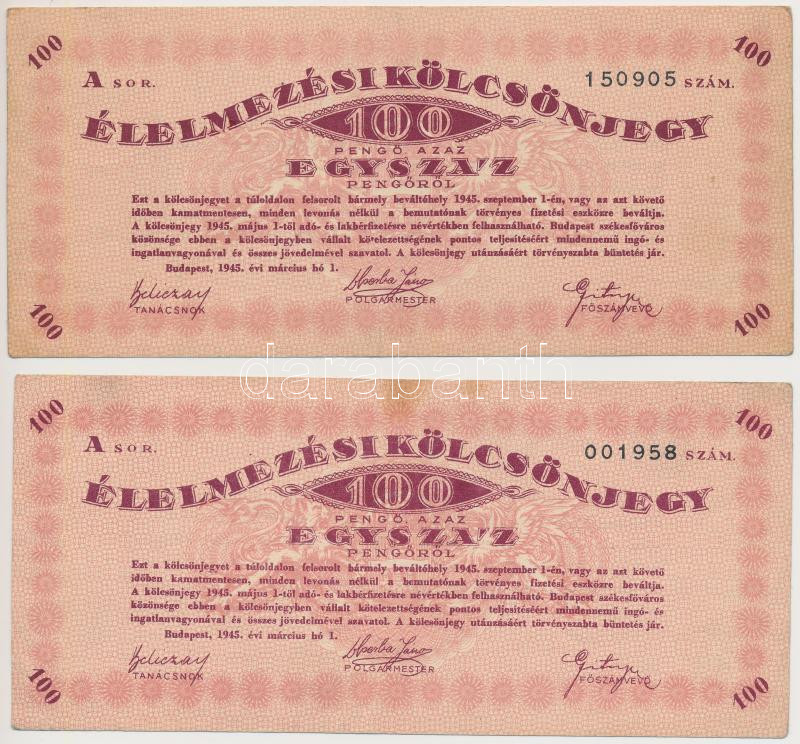 100 100
A SOR. 150905 SZÁM.
ÉLELMEZÉSI KÖLCSÖNJEGY
100
PENGŐ, AZAZ
EGYSZÁZ
PENGŐRŐL
Ezt a kölcsönjegyet a túloldalon felsorolt bármely beváltóhely 1945. szeptember 1-én, vagy az azt követő
időben kamatmentesen, minden levonás nélkül a bemutatónak törvényes fizetési eszközre beváltja.
A kölcsönjegy 1945. május 1-től adó- és lakbérfizetésre névértékben felhasználható. Budapest székesfőváros
közönsége ebben a kölcsönjegyben vállalt kötelezettségének pontos teljesítéséért mindennemű ingó- és
ingatlanvagyonával és összes jövedelmével szavatol. A kölcsönjegy utánzásáért törvényszabta büntetés jár.
Budapest, 1945. évi március hó 1.
TANÁCSNOK POLGÁRMESTER FŐSZÁMVEVŐ
100 100
darabanth
100 100
A SOR. 001958 SZÁM.
ÉLELMEZÉSI KÖLCSÖNJEGY
100
PENGŐ, AZAZ
EGYSZÁZ
PENGŐRŐL
Ezt a kölcsönjegyet a túloldalon felsorolt bármely beváltóhely 1945. szeptember 1-én, vagy az azt követő
időben kamatmentesen, minden levonás nélkül a bemutatónak törvényes fizetési eszközre beváltja.
A kölcsönjegy 1945. május 1-től adó- és lakbérfizetésre névértékben felhasználható. Budapest székesfőváros
közönsége ebben a kölcsönjegyben vállalt kötelezettségének pontos teljesítéséért mindennemű ingó- és
ingatlanvagyonával és összes jövedelmével szavatol. A kölcsönjegy utánzásáért törvényszabta büntetés jár.
Budapest, 1945. évi március hó 1.
TANÁCSNOK POLGÁRMESTER FŐSZÁMVEVŐ
100 100